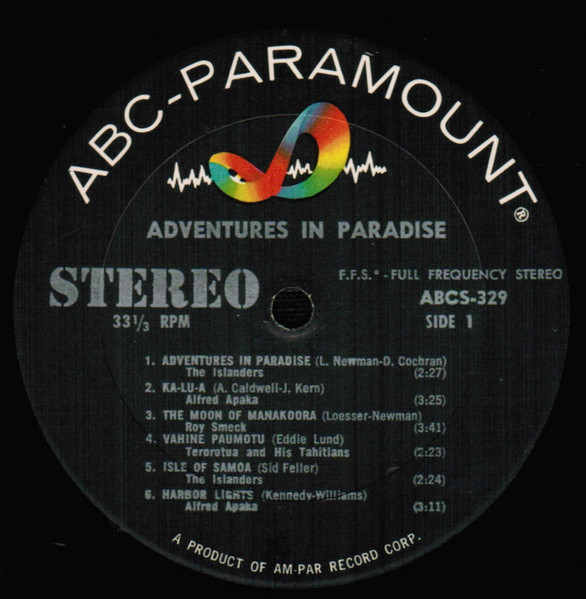 ABC-PARAMOUNT®
ADVENTURES IN PARADISE
STEREO
33 1/3 RPM
F.F.S.* - FULL FREQUENCY STEREO
ABCS-329
SIDE 1
1. ADVENTURES IN PARADISE (L. Newman-D. Cochran)
The Islanders (2:27)
2. KA-LU-A (A. Caldwell-J. Kern)
Alfred Apaka (3:25)
3. THE MOON OF MANAKOORA (Loesser-Newman)
Roy Smeck (3:41)
4. VAHINE PAUMOTU (Eddie Lund)
Terorotua and His Tahitians (2:23)
5. ISLE OF SAMOA (Sid Feller)
The Islanders (2:24)
6. HARBOR LIGHTS (Kennedy-Williams)
Alfred Apaka (3:11)
A PRODUCT OF AM-PAR RECORD CORP.